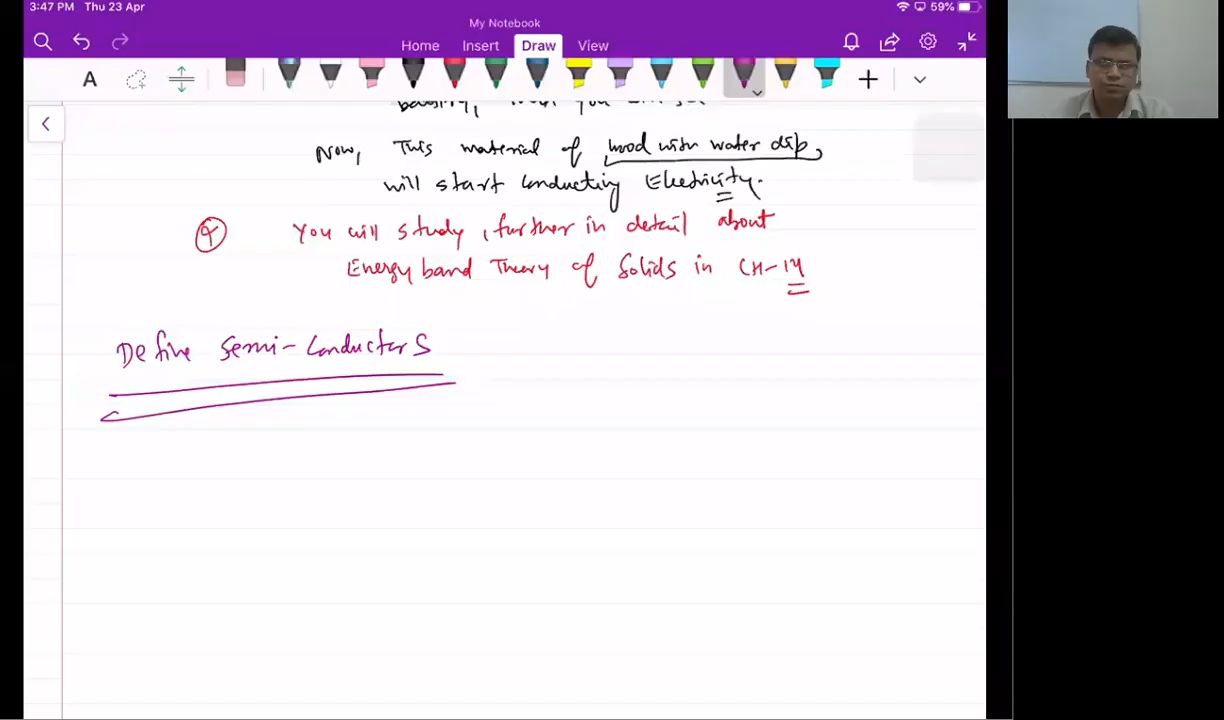 3:47 PM Thu 23 Apr
59%
My Notebook
Home Insert Draw View
A
Now, This material of wood with water dip,
will start conducting Electricity.
You will study, further in detail about
Energy band Theory of Solids in CH-14
Define Semi-Conductors